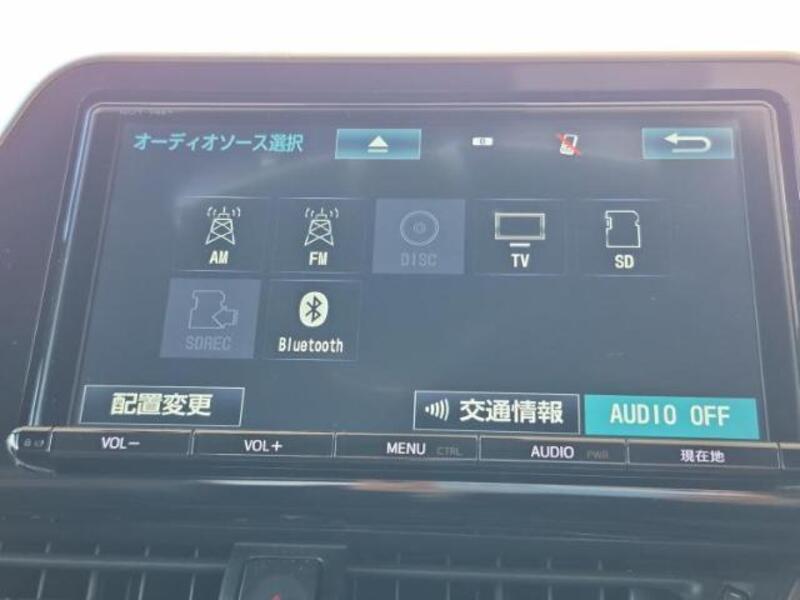 オーディオソース選択
AM
FM
DISC
TV
SD
SDREC
Bluetooth
配置変更
交通情報
AUDIO OFF
VOL−
VOL+
MENU CTRL
AUDIO PWR
現在地